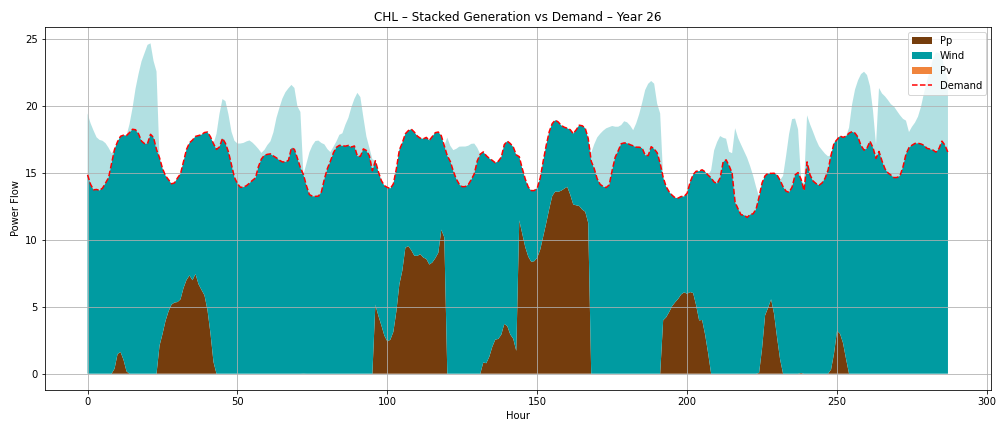 CHL – Stacked Generation vs Demand – Year 26
Power Flow
25
20
15
10
5
0
0 50 100 150 200 250 300
Hour
Pp
Wind
Pv
Demand